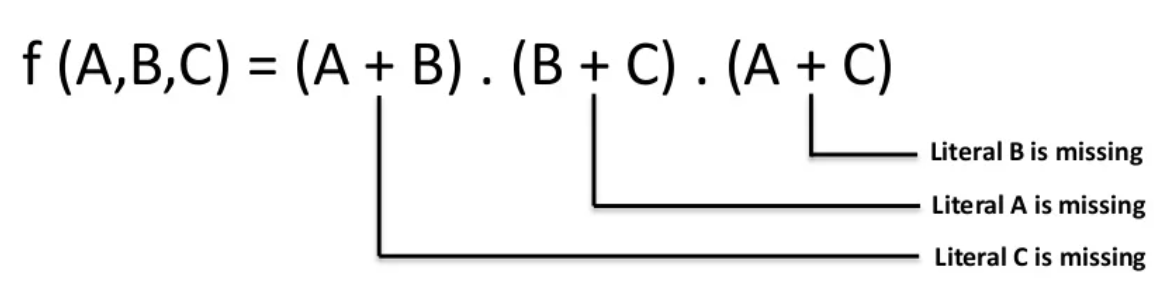 f (A,B,C) = (A + B) . (B + C) . (A + C)
Literal B is missing
Literal A is missing
Literal C is missing